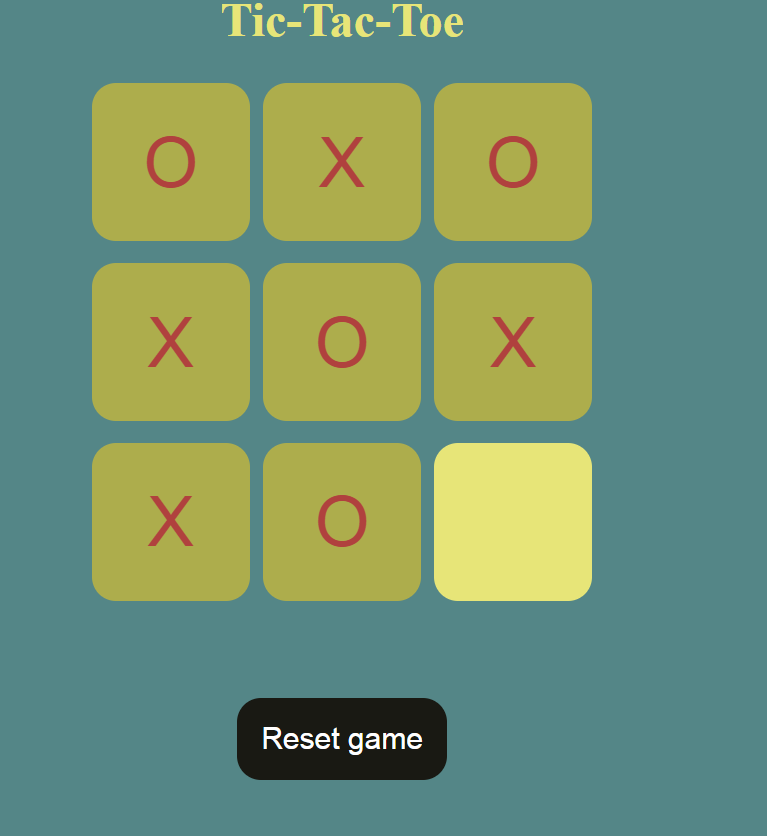 Tic-Tac-Toe
O X O
X O X
X O
Reset game